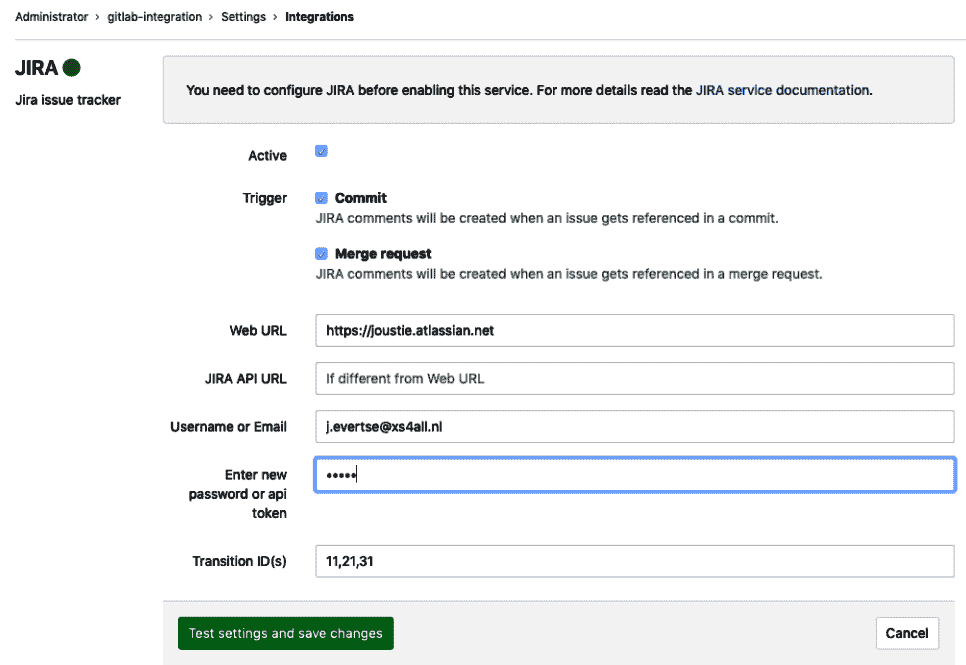 Administrator › gitlab-integration › Settings › Integrations
JIRA
Jira issue tracker
You need to configure JIRA before enabling this service. For more details read the JIRA service documentation.
Active
Trigger
Commit
JIRA comments will be created when an issue gets referenced in a commit.
Merge request
JIRA comments will be created when an issue gets referenced in a merge request.
Web URL
https://joustie.atlassian.net
JIRA API URL
If different from Web URL
Username or Email
j.evertse@xs4all.nl
Enter new
password or api
token
•••••
Transition ID(s)
11,21,31
Test settings and save changes
Cancel